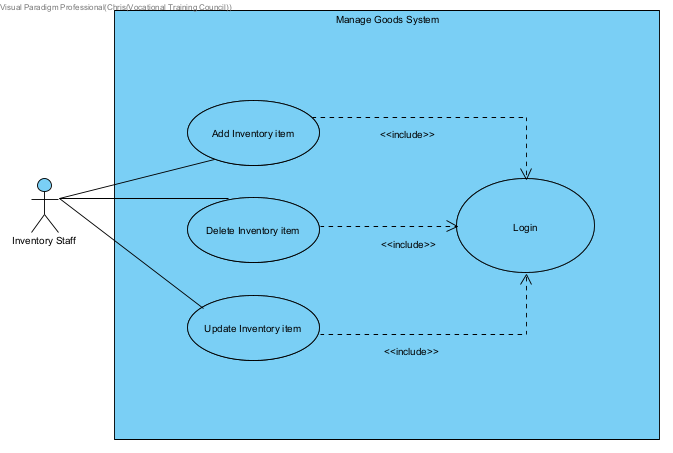 Visual Paradigm Professional(Chris(Vocational Training Council))
Manage Goods System
Add Inventory item
<<include>>
Inventory Staff
Delete Inventory item
<<include>>
Login
Update Inventory item
<<include>>